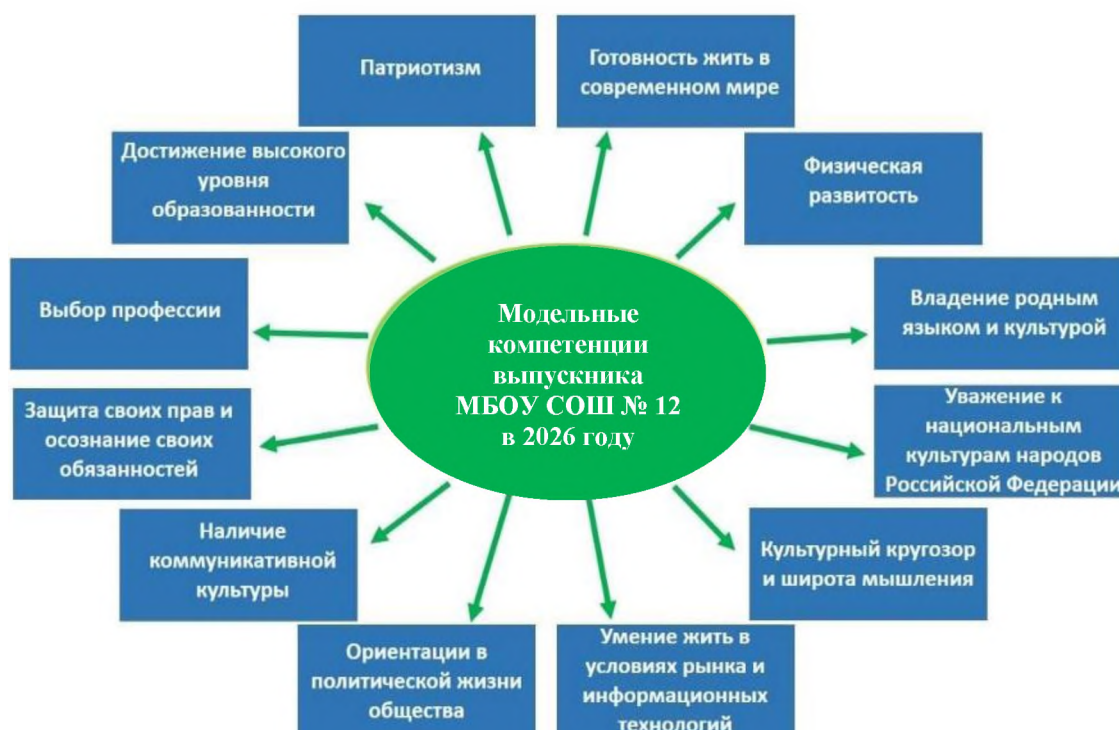 Патриотизм
Готовность жить в
современном мире
Достижение высокого
уровня
образованности
Физическая
развитость
Выбор профессии
Модельные
компетенции
выпускника
МБОУ СОШ № 12
в 2026 году
Владение родным
языком и культурой
Защита своих прав и
осознание своих
обязанностей
Уважение к
национальным
культурам народов
Российской Федерации
Наличие
коммуникативной
культуры
Культурный кругозор
и широта мышления
Ориентации в
политической жизни
общества
Умение жить в
условиях рынка и
информационных
технологий